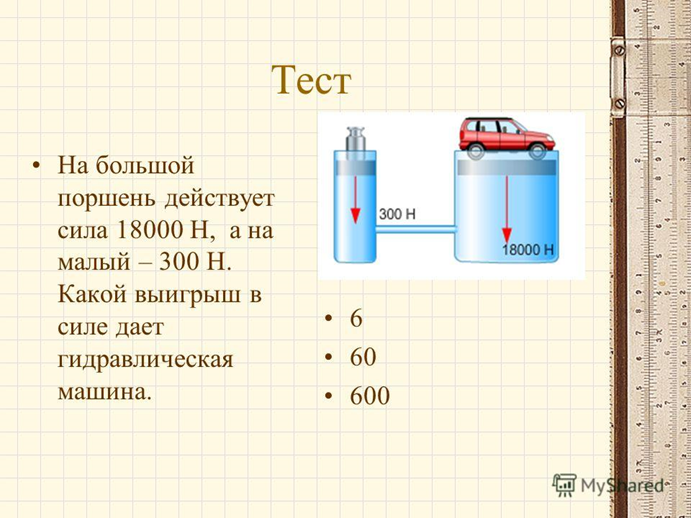 Тест
• На большой
поршень действует
сила 18000 Н, а на
малый – 300 Н.
Какой выигрыш в
силе дает
гидравлическая
машина.
300 Н
18000 Н
• 6
• 60
• 600
MyShared